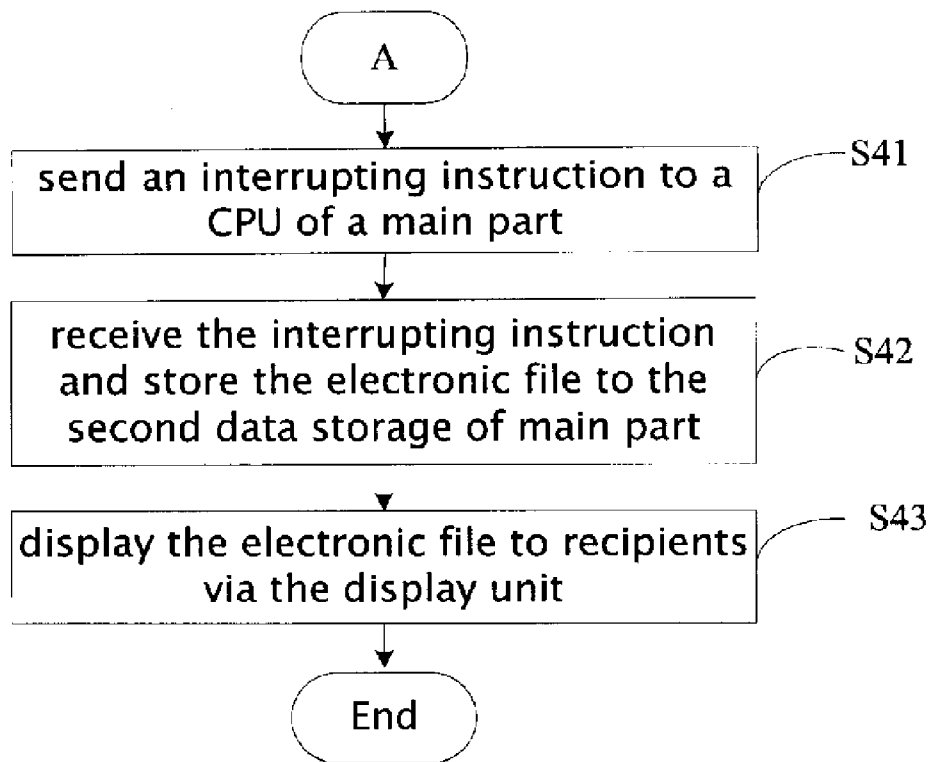 A
send an interrupting instruction to a
CPU of a main part
S41
receive the interrupting instruction
and store the electronic file to the
second data storage of main part
S42
display the electronic file to recipients
via the display unit
S43
End